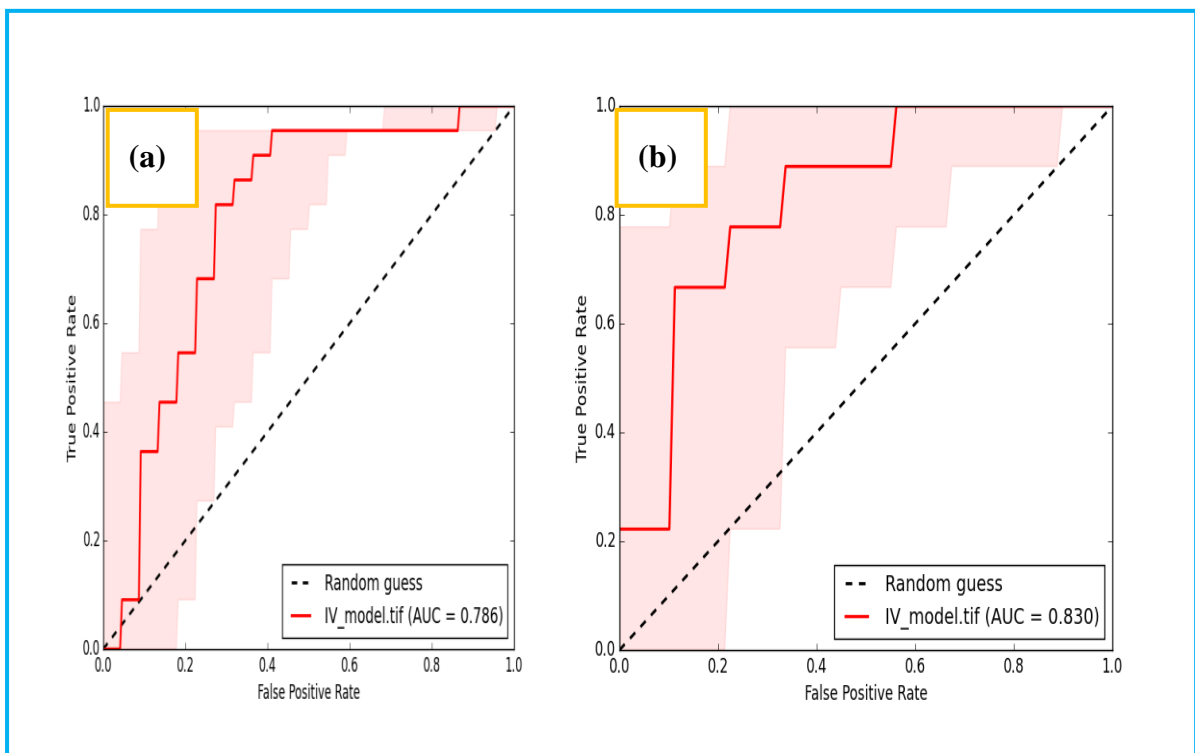 (a)
1.0
0.8
0.6
0.4
0.2
0.0
True Positive Rate
0.0 0.2 0.4 0.6 0.8 1.0
False Positive Rate
Random guess
IV_model.tif (AUC = 0.786)
(b)
1.0
0.8
0.6
0.4
0.2
0.0
True Positive Rate
0.0 0.2 0.4 0.6 0.8 1.0
False Positive Rate
Random guess
IV_model.tif (AUC = 0.830)